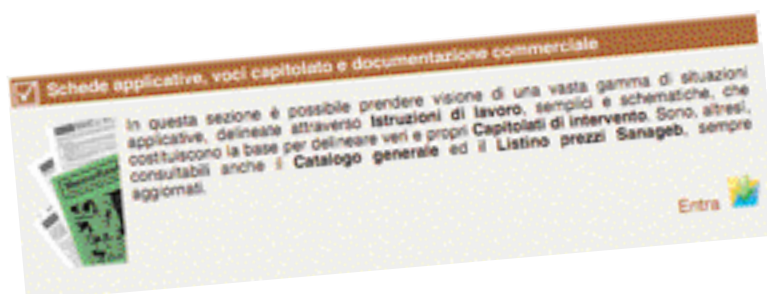 Schede applicative, voci capitolato e documentazione commerciale
In questa sezione è possibile prendere visione di una vasta gamma di situazioni
applicative, delineate attraverso Istruzioni di lavoro, semplici e schematiche, che
costituiscono la base per delineare veri e propri Capitolati di intervento. Sono, altresì,
consultabili anche il Catalogo generale ed il Listino prezzi Sanageb, sempre
aggiornati.
Entra